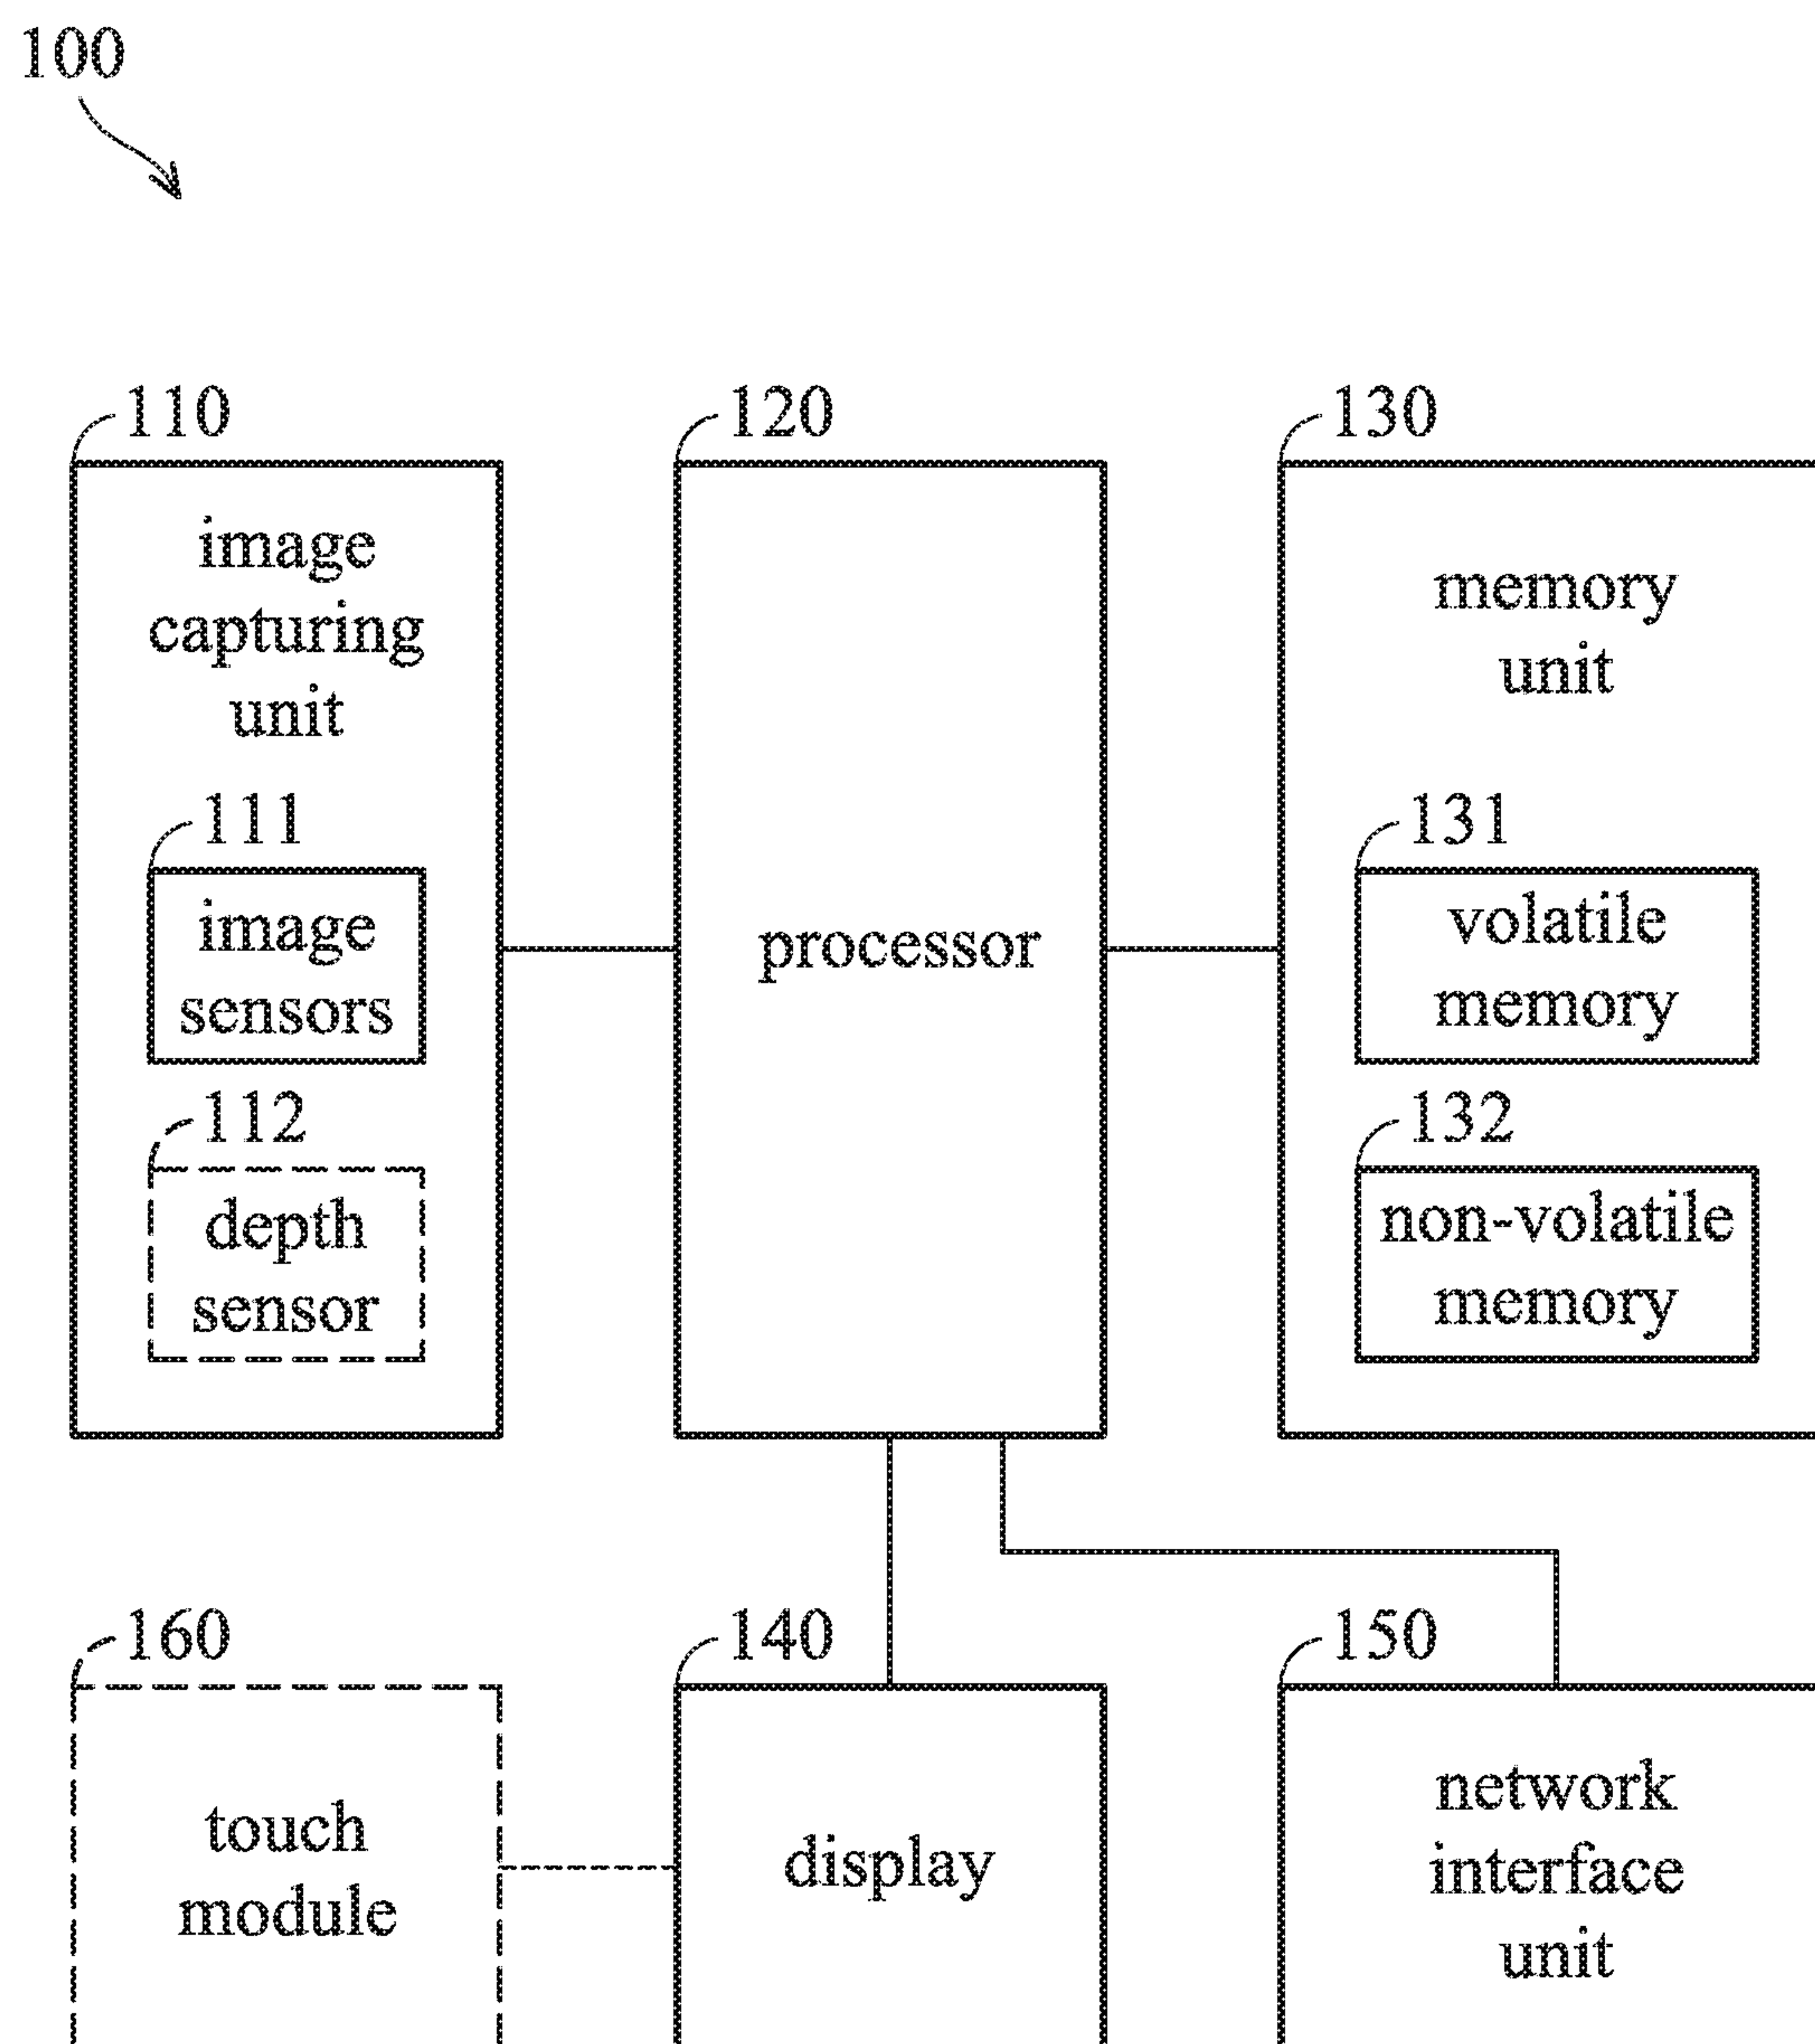 100
110
image
capturing
unit
111
image
sensors
112
depth
sensor
120
processor
130
memory
unit
131
volatile
memory
132
non-volatile
memory
160
touch
module
140
display
150
network
interface
unit